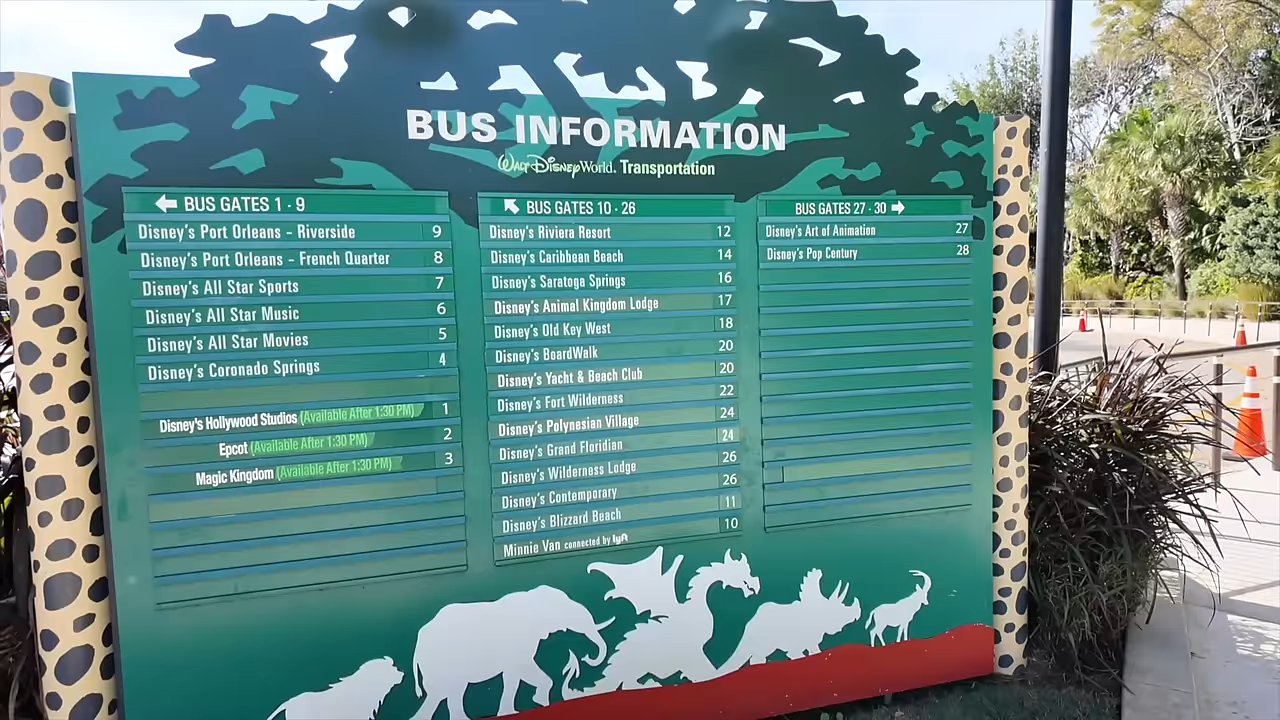 BUS INFORMATION
Walt Disney World. Transportation
BUS GATES 1 - 9
Disney's Port Orleans - Riverside 9
Disney's Port Orleans - French Quarter 8
Disney's All Star Sports 7
Disney's All Star Music 6
Disney's All Star Movies 5
Disney's Coronado Springs 4
Disney's Hollywood Studios (Available After 1:30 PM) 1
Epcot (Available After 1:30 PM) 2
Magic Kingdom (Available After 1:30 PM) 3
BUS GATES 10 - 26
Disney's Riviera Resort 12
Disney's Caribbean Beach 14
Disney's Saratoga Springs 16
Disney's Animal Kingdom Lodge 17
Disney's Old Key West 18
Disney's BoardWalk 20
Disney's Yacht & Beach Club 20
Disney's Fort Wilderness 22
Disney's Polynesian Village 24
Disney's Grand Floridian 24
Disney's Wilderness Lodge 26
Disney's Contemporary 26
Disney's Blizzard Beach 11
Minnie Van connected by lyft 10
BUS GATES 27 - 30
Disney's Art of Animation 27
Disney's Pop Century 28